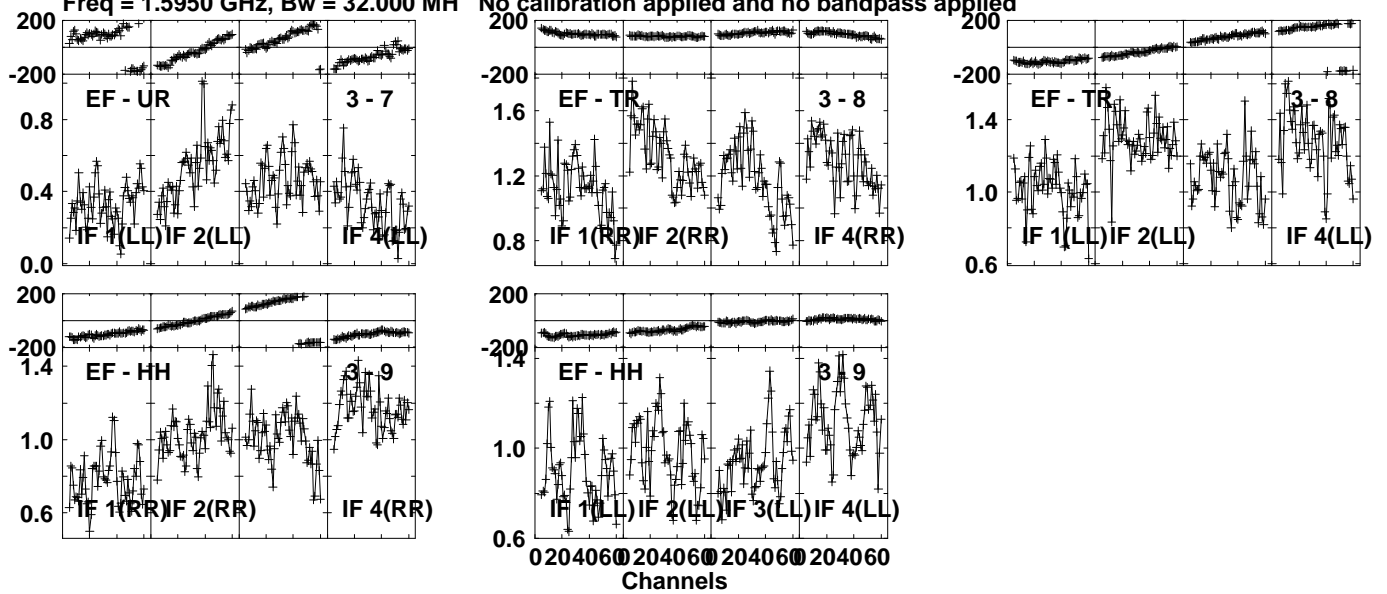 Freq = 1.5950 GHz, Bw = 32.000 MH No calibration applied and no bandpass applied
200
-200
EF - UR 3 - 7
0.8
0.4
0.0
IF 1(LL) IF 2(LL) IF 4(LL)
EF - TR 3 - 8
1.6
1.4
1.2
1.0
0.8
IF 1(RR) IF 2(RR) IF 4(RR)
200
-200
EF - TR 3 - 8
1.4
1.0
0.6
IF 1(LL) IF 2(LL) IF 4(LL)
200
-200
EF - HH 3 - 9
1.4
1.0
0.6
IF 1(RR) IF 2(RR) IF 4(RR)
200
-200
EF - HH 3 - 9
1.4
1.0
0.6
IF 1(LL) IF 2(LL) IF 3(LL) IF 4(LL)
0 20 40 60 0 20 40 60 0 20 40 60 0 20 40 60
Channels
200
-200